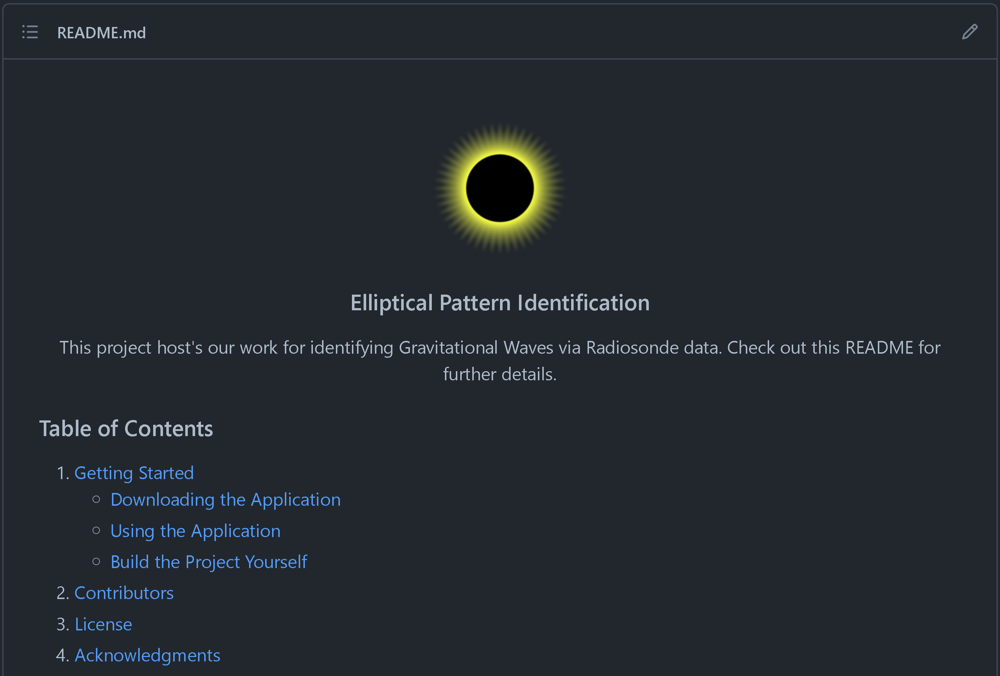 README.md
Elliptical Pattern Identification
This project host's our work for identifying Gravitational Waves via Radiosonde data. Check out this README for
further details.
Table of Contents
1. Getting Started
Downloading the Application
Using the Application
Build the Project Yourself
2. Contributors
3. License
4. Acknowledgments